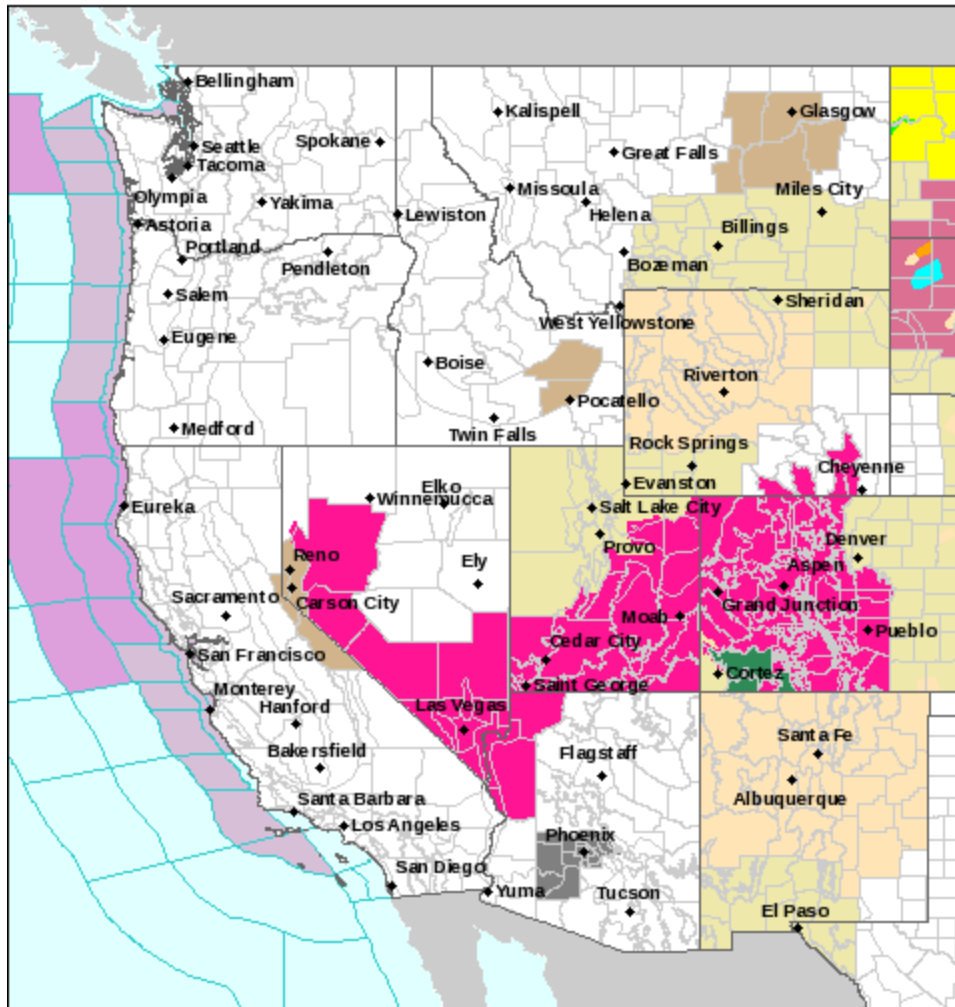 Bellingham
Kalispell
Glasgow
Seattle
Spokane
Great Falls
Tacoma
Olympia
Missoula
Miles City
Yakima
Helena
Lewiston
Astoria
Billings
Portland
Pendleton
Bozeman
Salem
Sheridan
West Yellowstone
Eugene
Boise
Riverton
Pocatello
Medford
Twin Falls
Rock Springs
Cheyenne
Elko
Evanston
Winnemucca
Eureka
Salt Lake City
Denver
Provo
Reno
Ely
Aspen
Sacramento
Carson City
Grand Junction
Moab
Pueblo
Cedar City
San Francisco
Cortez
Saint George
Monterey
Hanford
Las Vegas
Santa Fe
Bakersfield
Flagstaff
Albuquerque
Santa Barbara
Los Angeles
Phoenix
San Diego
Yuma
Tucson
El Paso